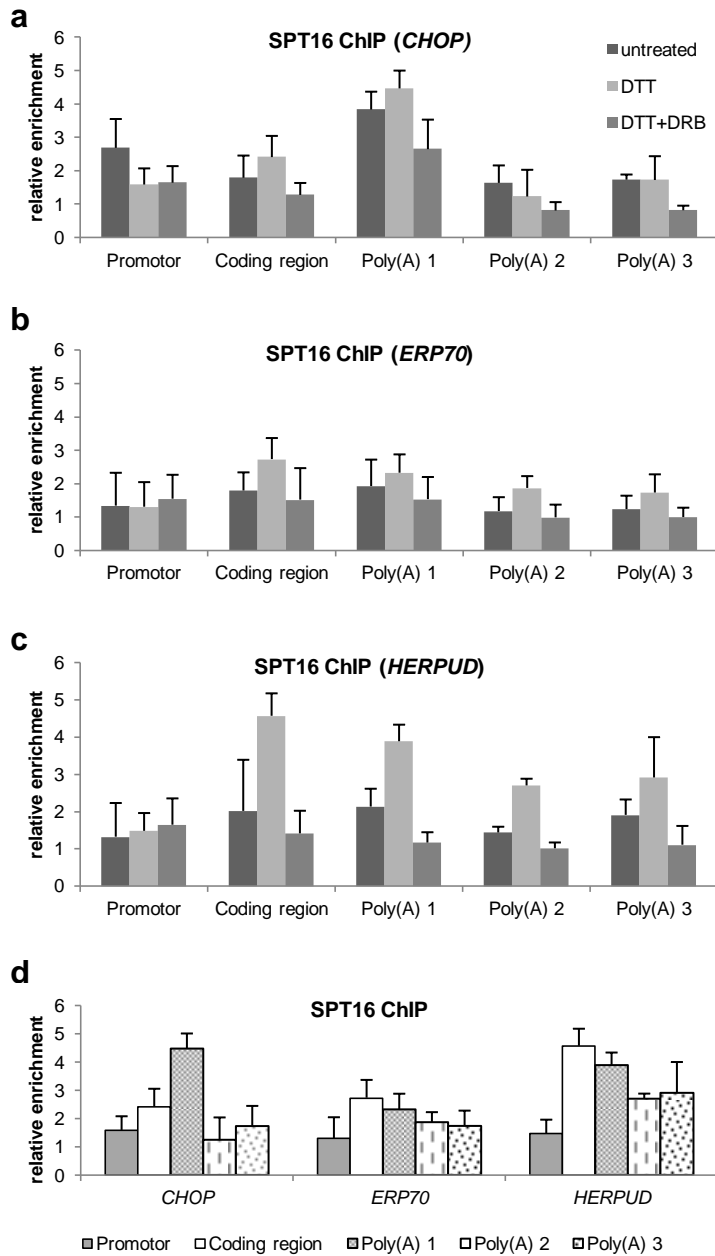 a
SPT16 ChIP (CHOP)
untreated
DTT
DTT+DRB
relative enrichment
6
5
4
3
2
1
0
Promotor Coding region Poly(A) 1 Poly(A) 2 Poly(A) 3
b
SPT16 ChIP (ERP70)
relative enrichment
6
5
4
3
2
1
0
Promotor Coding region Poly(A) 1 Poly(A) 2 Poly(A) 3
c
SPT16 ChIP (HERPUD)
relative enrichment
6
5
4
3
2
1
0
Promotor Coding region Poly(A) 1 Poly(A) 2 Poly(A) 3
d
SPT16 ChIP
relative enrichment
6
5
4
3
2
1
0
CHOP ERP70 HERPUD
Promotor Coding region Poly(A) 1 Poly(A) 2 Poly(A) 3